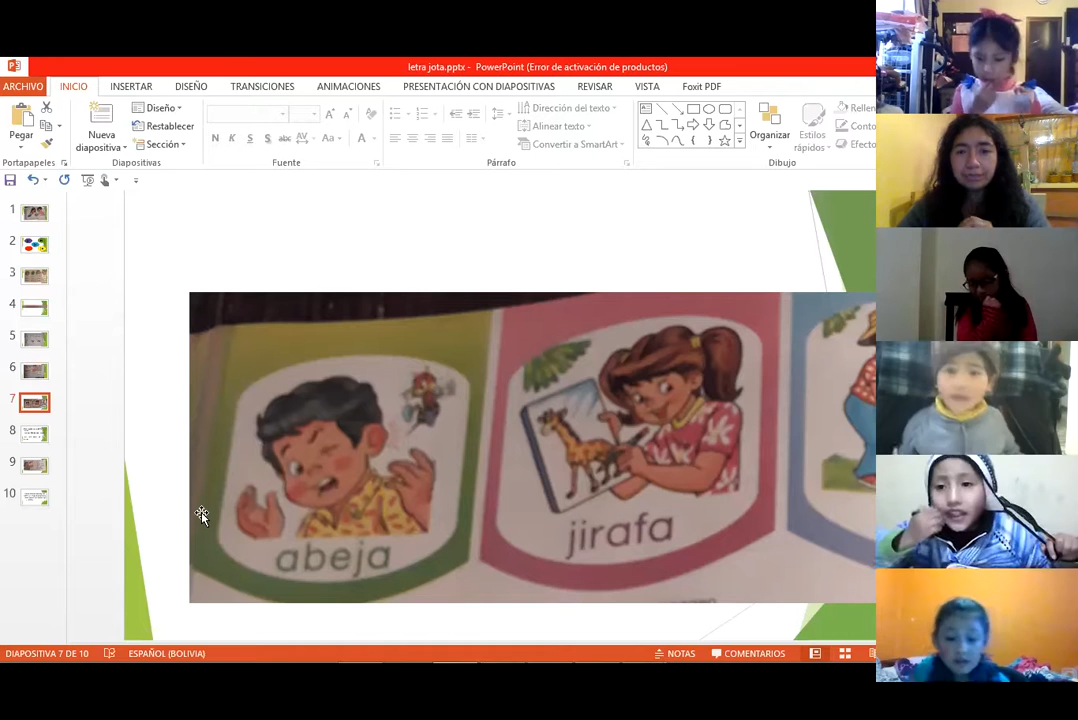 letra jota.pptx - PowerPoint (Error de activación de productos)
ARCHIVO INICIO INSERTAR DISEÑO TRANSICIONES ANIMACIONES PRESENTACIÓN CON DIAPOSITIVAS REVISAR VISTA Foxit PDF
Pegar
Nueva diapositiva
Diseño
Restablecer
Sección
N K S abc AV Aa A
Dirección del texto
Alinear texto
Convertir a SmartArt
Organizar
Estilos rápidos
Portapapeles Diapositivas Fuente Párrafo Dibujo
1
2
3
4
5
6
7
8
9
10
abeja
jirafa
DIAPOSITIVA 7 DE 10 ESPAÑOL (BOLIVIA) NOTAS COMENTARIOS